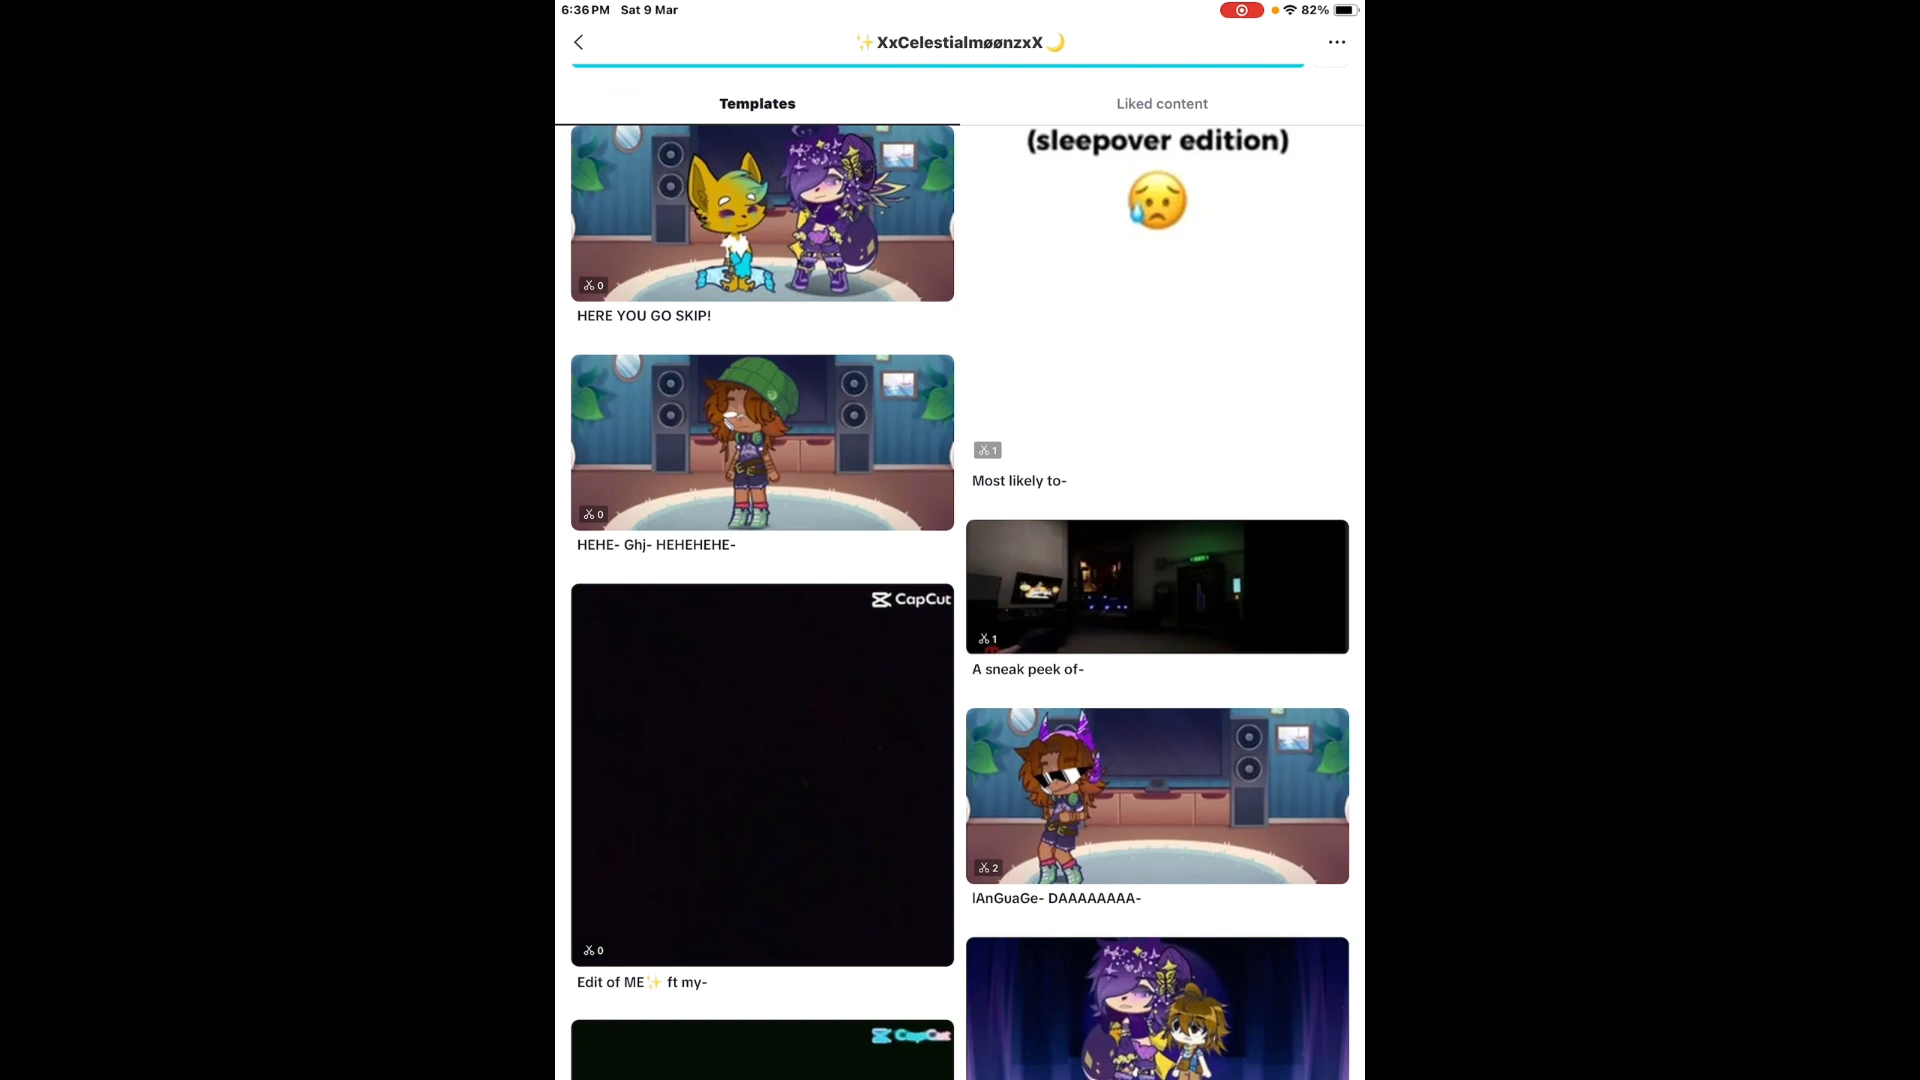 6:36 PM Sat 9 Mar
82%
✨XxCelestialmøønzxX🌙
Templates
Liked content
0
HERE YOU GO SKIP!
0
HEHE- Ghj- HEHEHEHE-
CapCut
0
Edit of ME✨ ft my-
CapCut
(sleepover edition)
1
Most likely to-
EXIT
1
A sneak peek of-
2
lAnGuaGe- DAAAAAAAA-